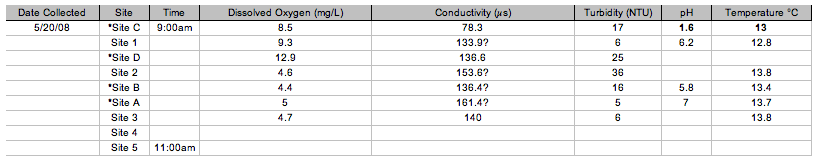 Date Collected Site Time Dissolved Oxygen (mg/L) Conductivity (µs) Turbidity (NTU) pH Temperature °C
5/20/08 *Site C 9:00am 8.5 78.3 17 1.6 13
Site 1 9.3 133.9? 6 6.2 12.8
*Site D 12.9 136.6 25
Site 2 4.6 153.6? 36 13.8
*Site B 4.4 136.4? 16 5.8 13.4
*Site A 5 161.4? 5 7 13.7
Site 3 4.7 140 6 13.8
Site 4
Site 5 11:00am